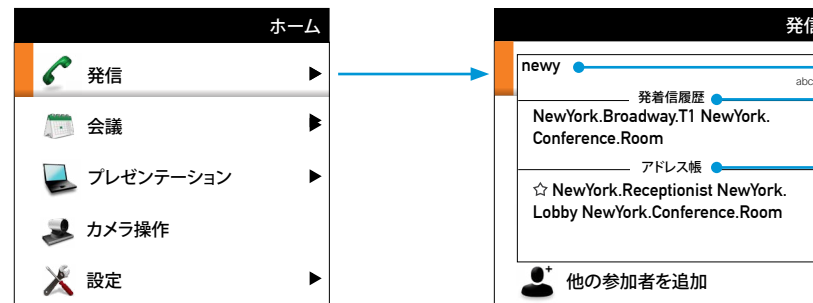 ホーム
発信
会議
プレゼンテーション
カメラ操作
設定
発信
newy
abc
発着信履歴
NewYork.Broadway.T1 NewYork.
Conference.Room
アドレス帳
☆ NewYork.Receptionist NewYork.
Lobby NewYork.Conference.Room
他の参加者を追加